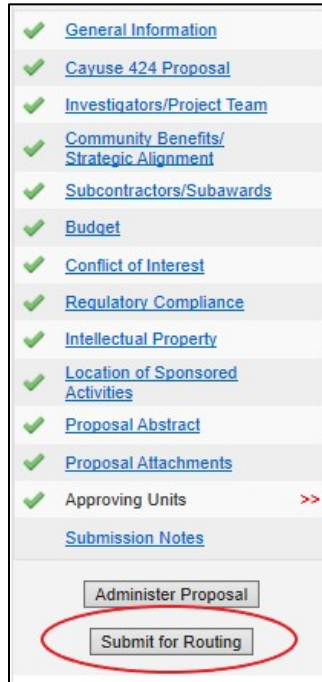 General Information
Cayuse 424 Proposal
Investigators/Project Team
Community Benefits/
Strategic Alignment
Subcontractors/Subawards
Budget
Conflict of Interest
Regulatory Compliance
Intellectual Property
Location of Sponsored
Activities
Proposal Abstract
Proposal Attachments
Approving Units >>
Submission Notes
Administer Proposal
Submit for Routing